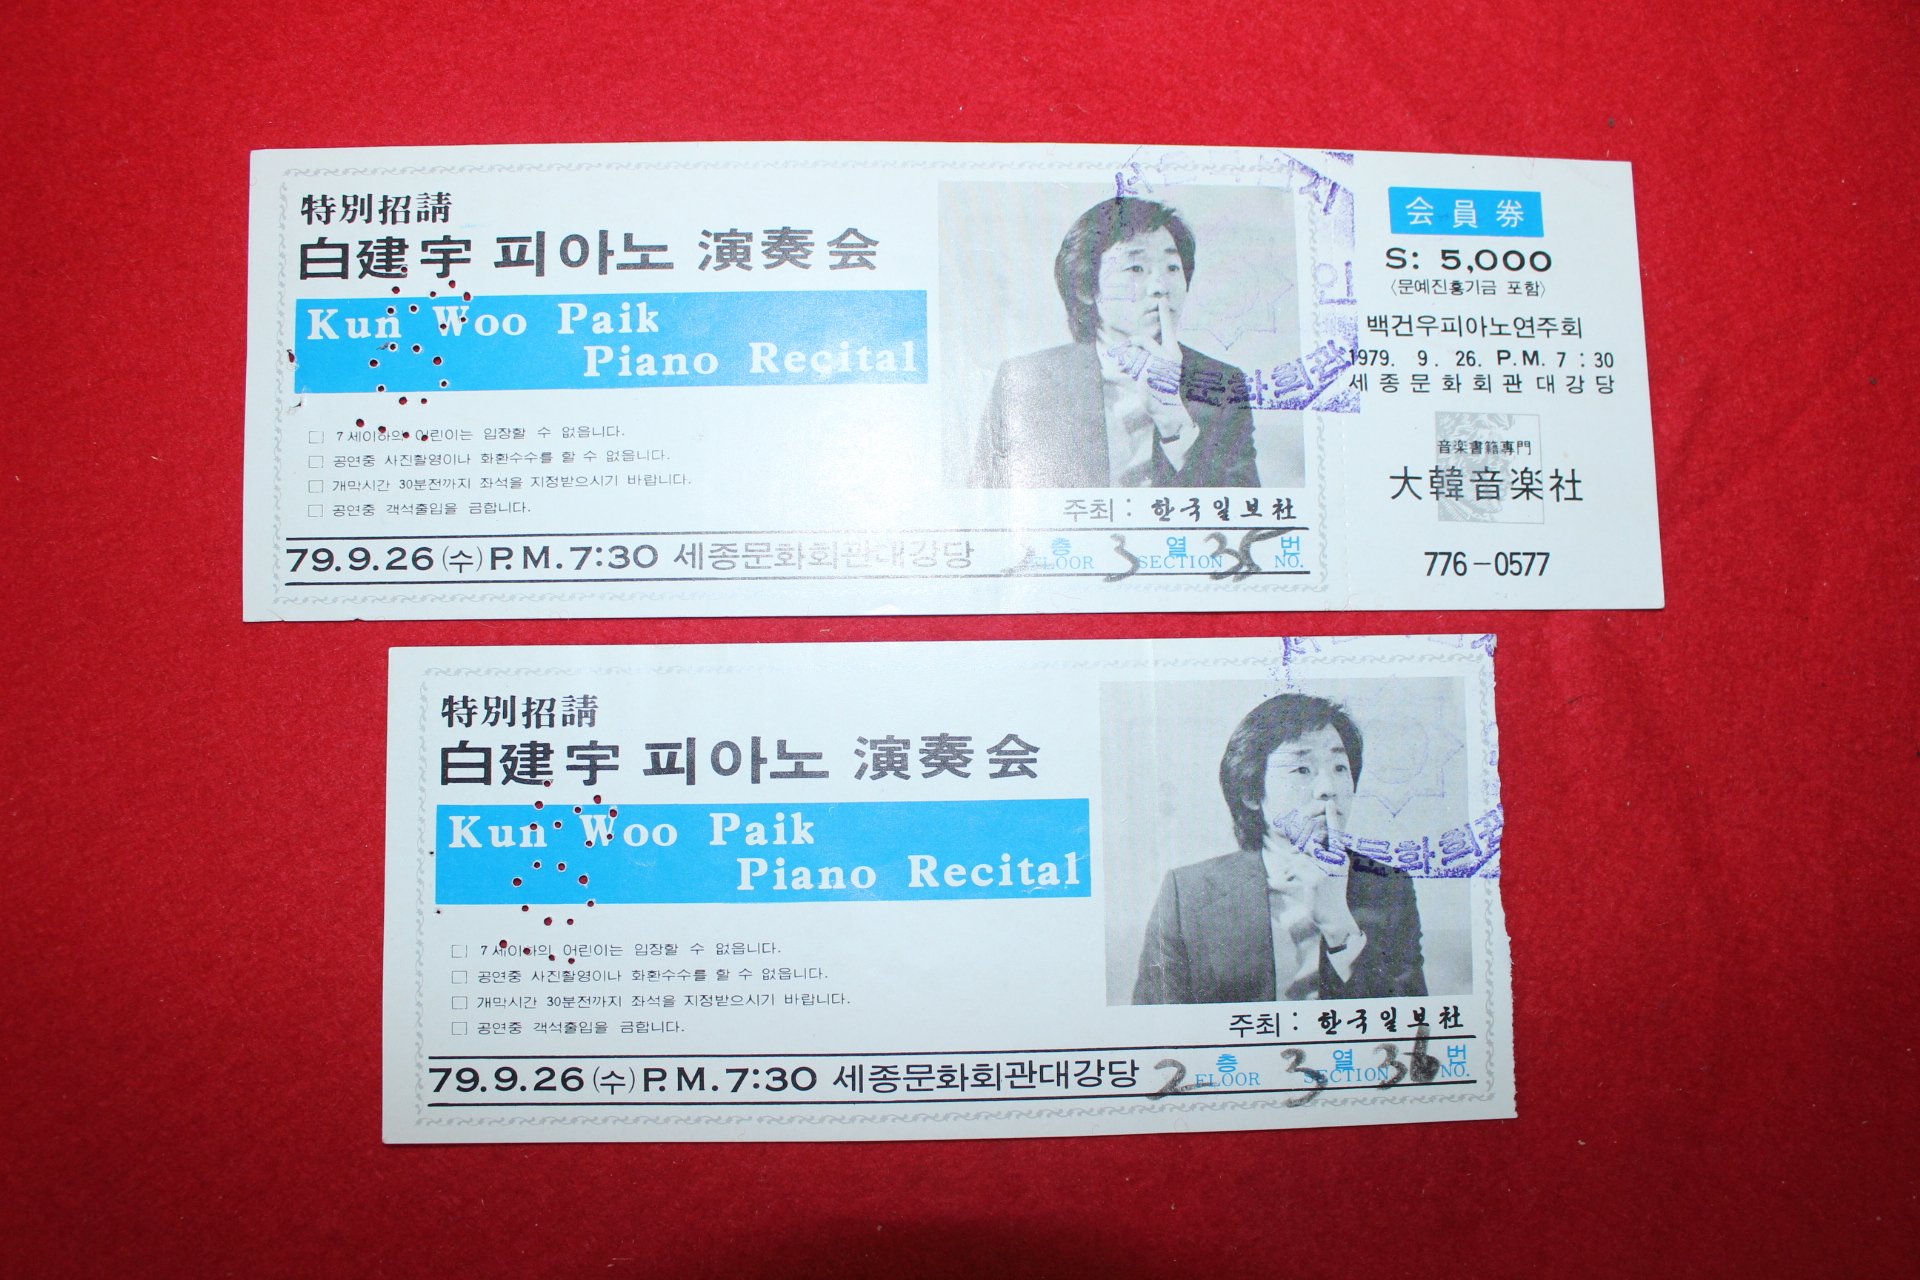 特別招請
白建宇 피아노 演奏会
Kun Woo Paik
Piano Recital
□ 7세이하의 어린이는 입장할 수 없읍니다.
□ 공연중 사진촬영이나 화환수수를 할 수 없읍니다.
□ 개막시간 30분전까지 좌석을 지정받으시기 바랍니다.
□ 공연중 객석출입을 금합니다.
주최 : 한국일보社
79.9.26 (수) P.M. 7:30 세종문화회관대강당 2 층 FLOOR 3 열 SECTION 35 번 NO.
세종문화회관
인
会員券
S: 5,000
〈문예진흥기금 포함〉
백건우피아노연주회
1979. 9. 26. P.M. 7 : 30
세종문화회관대강당
音楽書籍専門
大韓音楽社
776-0577
特別招請
白建宇 피아노 演奏会
Kun Woo Paik
Piano Recital
□ 7세이하의 어린이는 입장할 수 없읍니다.
□ 공연중 사진촬영이나 화환수수를 할 수 없읍니다.
□ 개막시간 30분전까지 좌석을 지정받으시기 바랍니다.
□ 공연중 객석출입을 금합니다.
주최 : 한국일보社
79.9.26 (수) P.M. 7:30 세종문화회관대강당 2 층 FLOOR 3 열 SECTION 36 번 NO.
세종문화회관